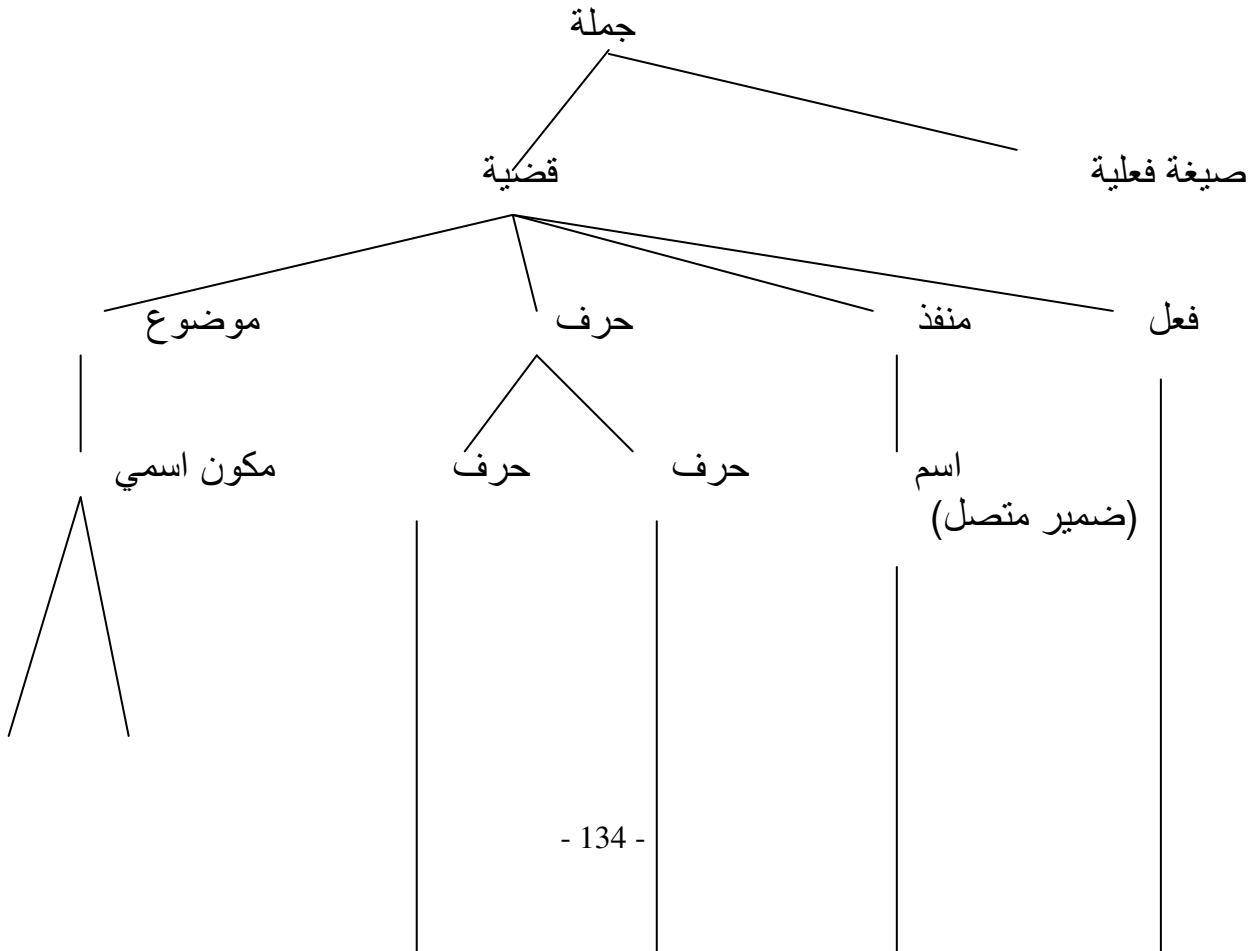 جملة
صيغة فعلية قضية
فعل منفذ حرف موضوع
اسم حرف حرف مكون اسمي
(ضمير متصل)
- 134 -